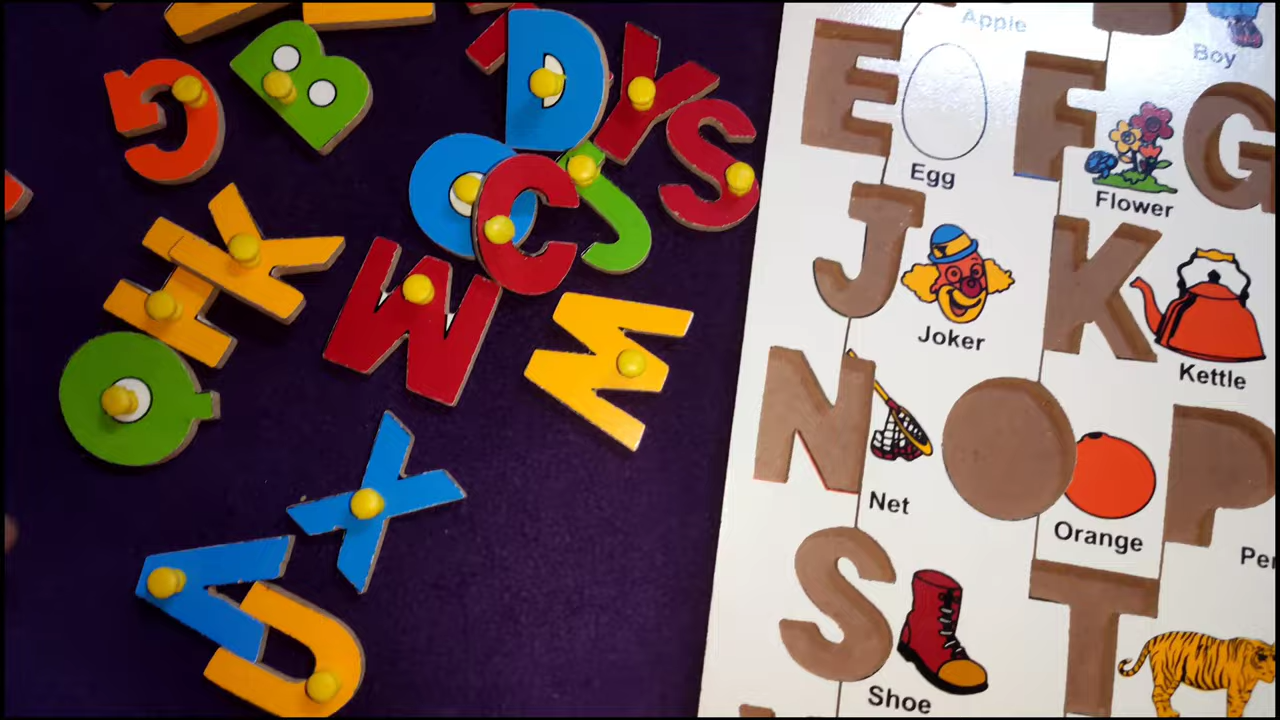 Apple
Boy
Egg
Flower
Joker
Kettle
Net
Orange
Shoe
E
F
G
J
K
N
O
P
S
T
G
B
D
Y
S
O
C
J
K
H
W
M
Q
X
V
U